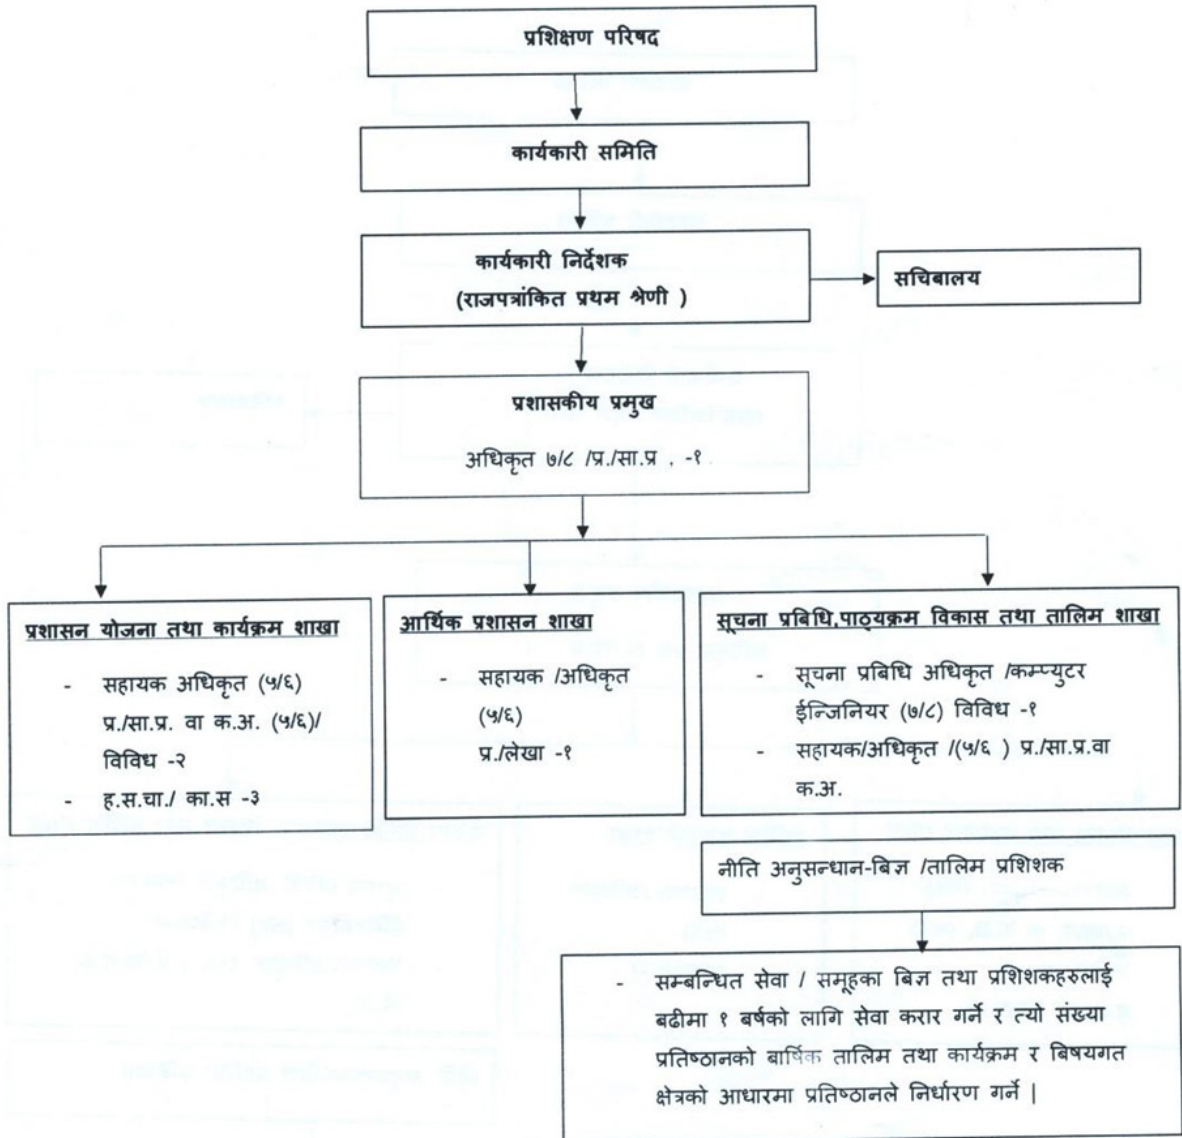 प्रशिक्षण परिषद
कार्यकारी समिति
कार्यकारी निर्देशक
(राजपत्रांकित प्रथम श्रेणी )
सचिबालय
प्रशासकीय प्रमुख
अधिकृत ७/८ /प्र./सा.प्र . -१
प्रशासन योजना तथा कार्यक्रम शाखा
- सहायक अधिकृत (५/६)
प्र./सा.प्र. वा क.अ. (५/६)/
विविध -२
- ह.स.चा./ का.स -३
आर्थिक प्रशासन शाखा
- सहायक /अधिकृत
(५/६)
प्र./लेखा -१
सूचना प्रबिधि,पाठ्यक्रम विकास तथा तालिम शाखा
- सूचना प्रबिधि अधिकृत /कम्प्युटर
ईन्जिनियर (७/८) विविध -१
- सहायक/अधिकृत /(५/६ ) प्र./सा.प्र.वा
क.अ.
नीति अनुसन्धान-बिज्ञ /तालिम प्रशिशक
- सम्बन्धित सेवा / समूहका बिज्ञ तथा प्रशिशकहरुलाई
बढीमा १ बर्षको लागि सेवा करार गर्ने र त्यो संख्या
प्रतिष्ठानको बार्षिक तालिम तथा कार्यक्रम र बिषयगत
क्षेत्रको आधारमा प्रतिष्ठानले निर्धारण गर्ने |